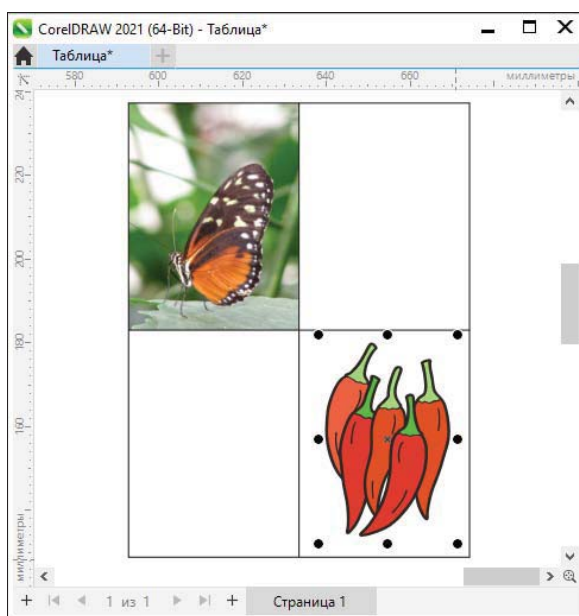 CorelDRAW 2021 (64-Bit) - Таблица*
Таблица*
580 600 620 640 660 миллиметры
24
220
200
180
160
миллиметры
1 из 1
Страница 1